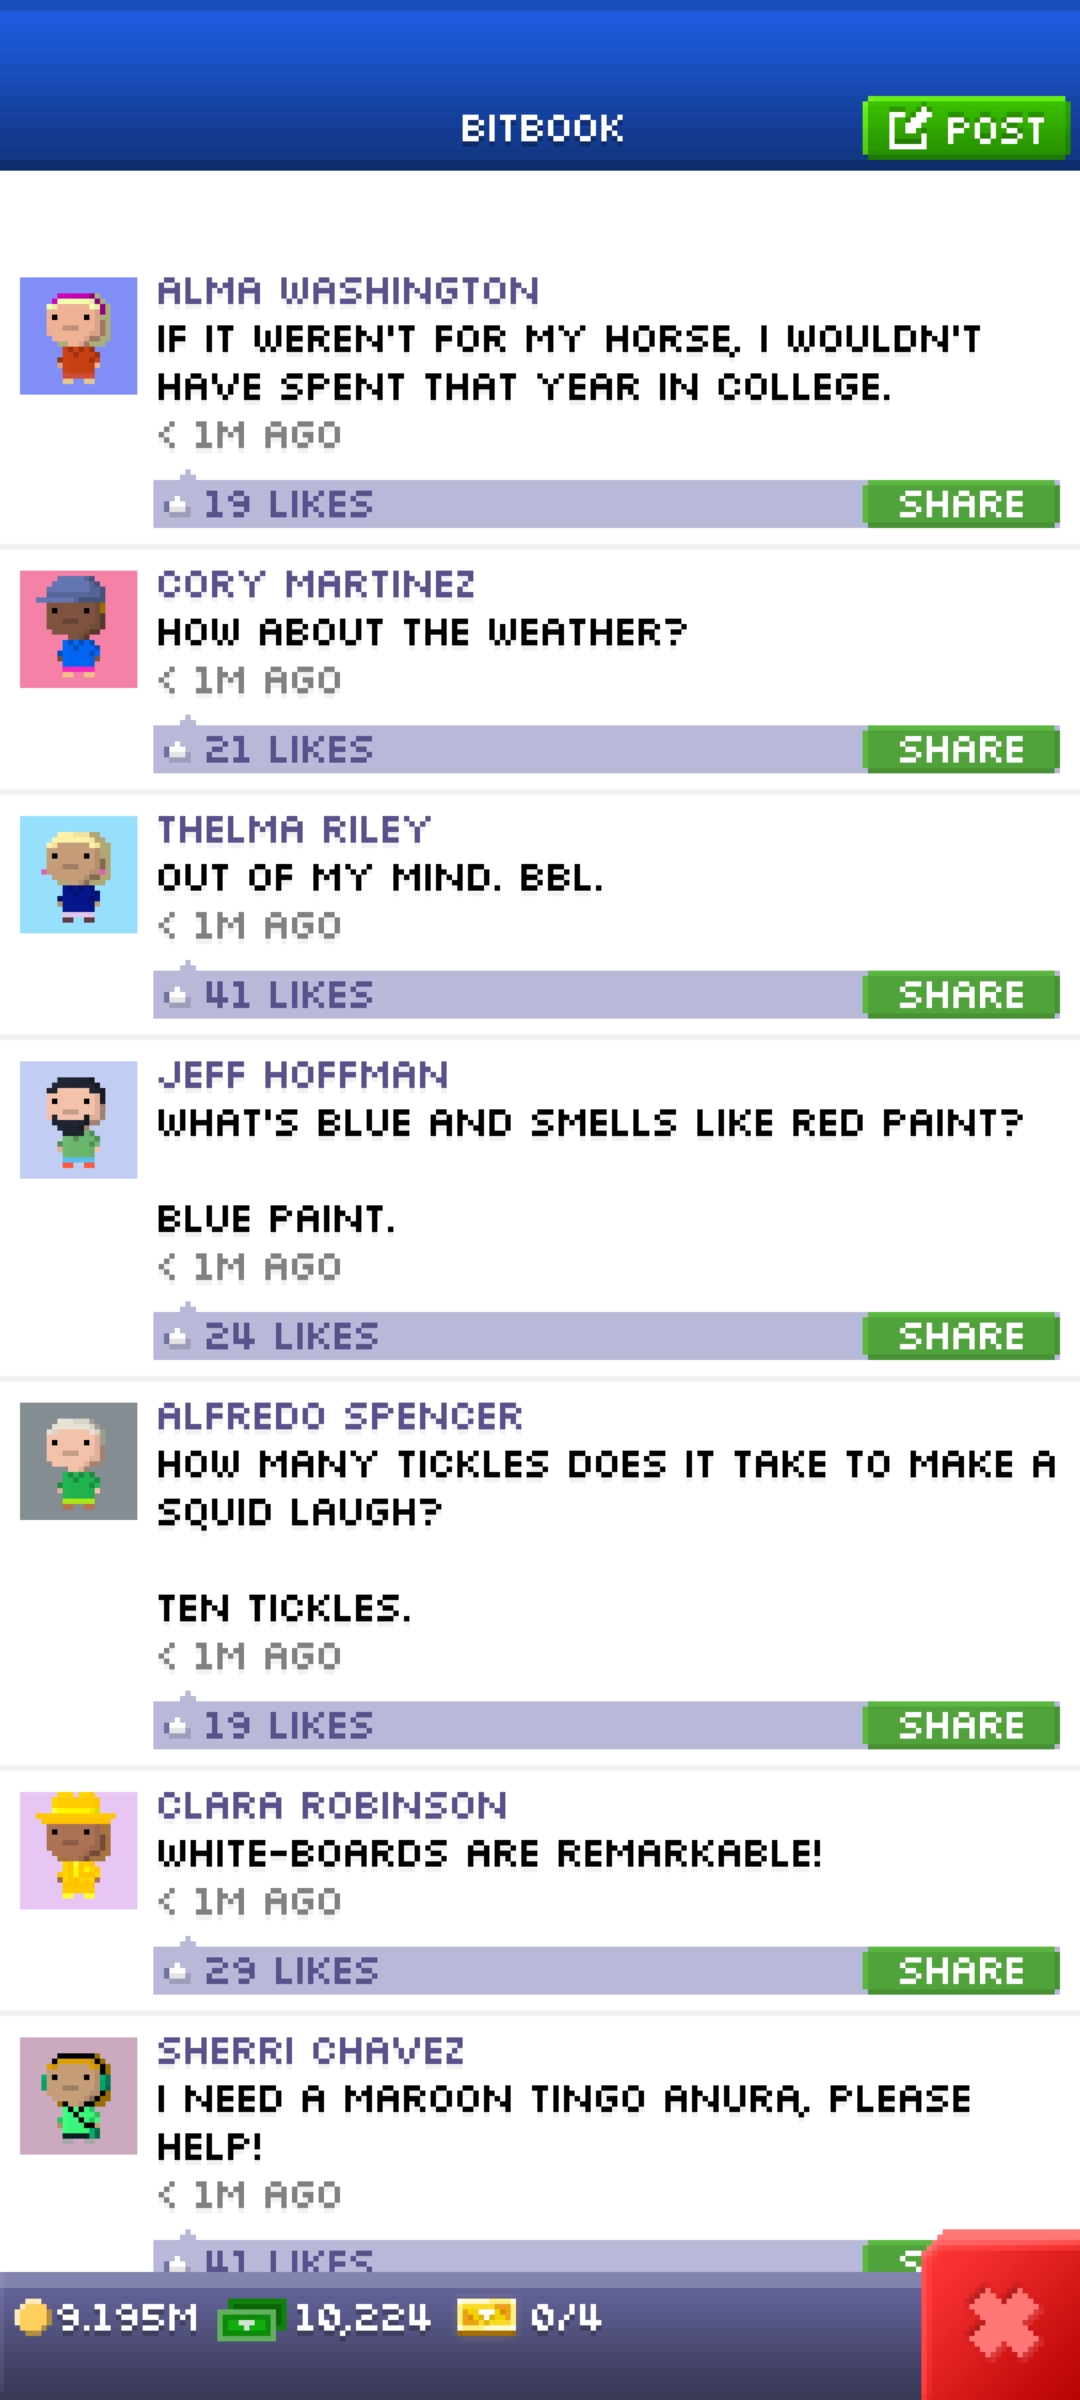 BITBOOK
POST
ALMA WASHINGTON
IF IT WEREN'T FOR MY HORSE, I WOULDN'T
HAVE SPENT THAT YEAR IN COLLEGE.
< 1M AGO
19 LIKES
SHARE
CORY MARTINEZ
HOW ABOUT THE WEATHER?
< 1M AGO
21 LIKES
SHARE
THELMA RILEY
OUT OF MY MIND. BBL.
< 1M AGO
41 LIKES
SHARE
JEFF HOFFMAN
WHAT'S BLUE AND SMELLS LIKE RED PAINT?
BLUE PAINT.
< 1M AGO
24 LIKES
SHARE
ALFREDO SPENCER
HOW MANY TICKLES DOES IT TAKE TO MAKE A
SQUID LAUGH?
TEN TICKLES.
< 1M AGO
19 LIKES
SHARE
CLARA ROBINSON
WHITE-BOARDS ARE REMARKABLE!
< 1M AGO
29 LIKES
SHARE
SHERRI CHAVEZ
I NEED A MAROON TINGO ANURA, PLEASE
HELP!
< 1M AGO
41 LIKES
9.195M
10,224
0/4